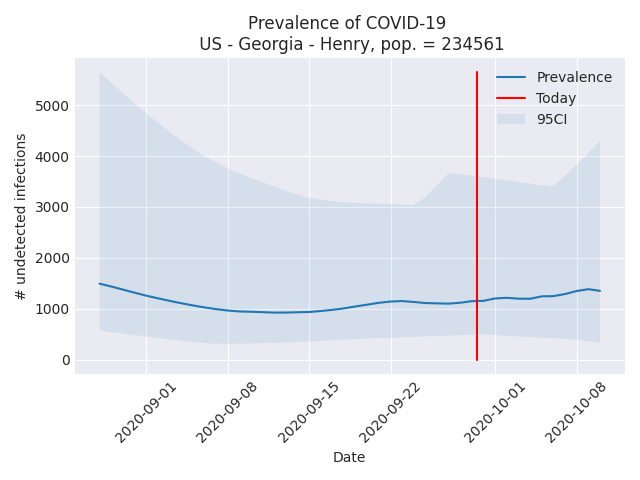 Prevalence of COVID-19
US - Georgia - Henry, pop. = 234561
Prevalence
Today
95CI
# undetected infections
5000
4000
3000
2000
1000
0
2020-09-01
2020-09-08
2020-09-15
2020-09-22
2020-10-01
2020-10-08
Date